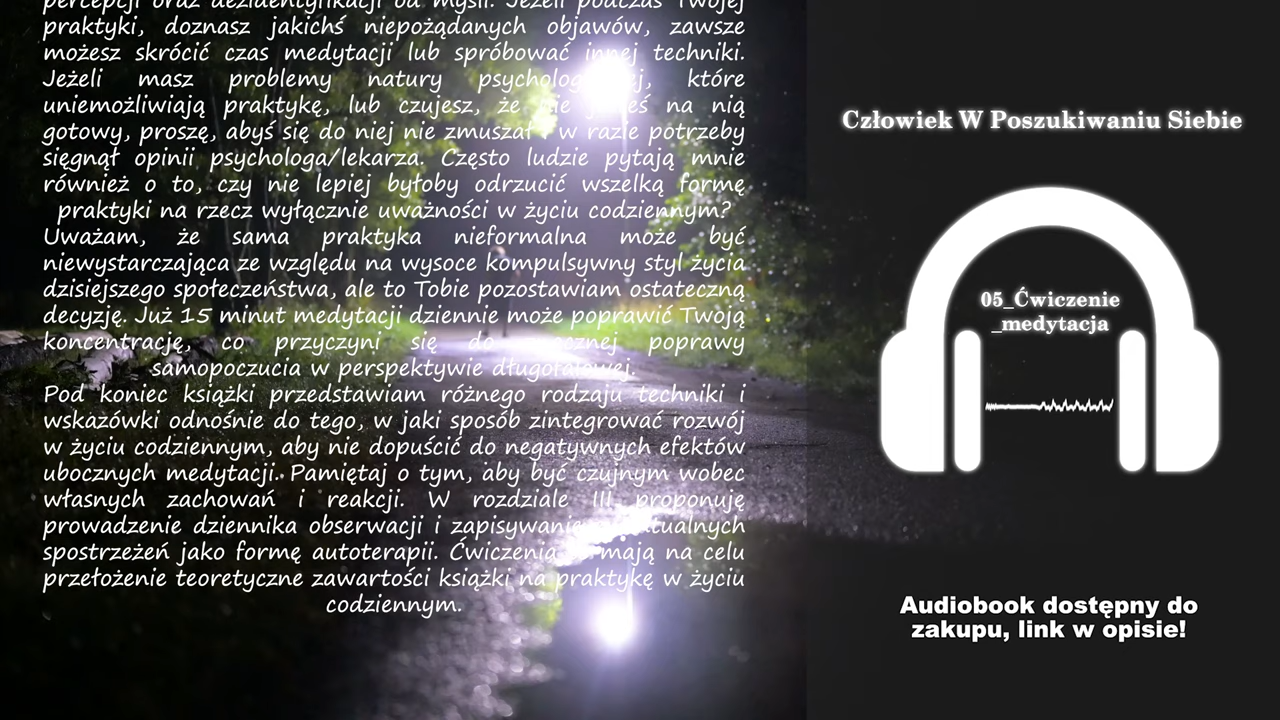 percepcji oraz dezidentyfikacji od myśli. Jeżeli podczas Twojej
praktyki, doznasz jakichś niepożądanych objawów, zawsze
możesz skrócić czas medytacji lub spróbować innej techniki.
Jeżeli masz problemy natury psychologicznej, które
uniemożliwiają praktykę, lub czujesz, że nie jesteś na nią
gotowy, proszę, abyś się do niej nie zmuszał i w razie potrzeby
sięgnął opinii psychologa/lekarza. Często ludzie pytają mnie
również o to, czy nie lepiej byłoby odrzucić wszelką formę
praktyki na rzecz wyłącznie uważności w życiu codziennym?
Uważam, że sama praktyka nieformalna może być
niewystarczająca ze względu na wysoce kompulsywny styl życia
dzisiejszego społeczeństwa, ale to Tobie pozostawiam ostateczną
decyzję. Już 15 minut medytacji dziennie może poprawić Twoją
koncentrację, co przyczyni się do poprawy
samopoczucia w perspektywie długofalowej.
Pod koniec książki przedstawiam różnego rodzaju techniki i
wskazówki odnośnie do tego, w jaki sposób zintegrować rozwój
w życiu codziennym, aby nie dopuścić do negatywnych efektów
ubocznych medytacji. Pamiętaj o tym, aby być czujnym wobec
własnych zachowań i reakcji. W rozdziale III proponuję
prowadzenie dziennika obserwacji i zapisywanie
spostrzeżeń jako formę autoterapii. Ćwiczenia te mają na celu
przełożenie teoretyczne zawartości książki na praktykę w życiu
codziennym.
Człowiek W Poszukiwaniu Siebie
05_Ćwiczenie
_medytacja
Audiobook dostępny do
zakupu, link w opisie!